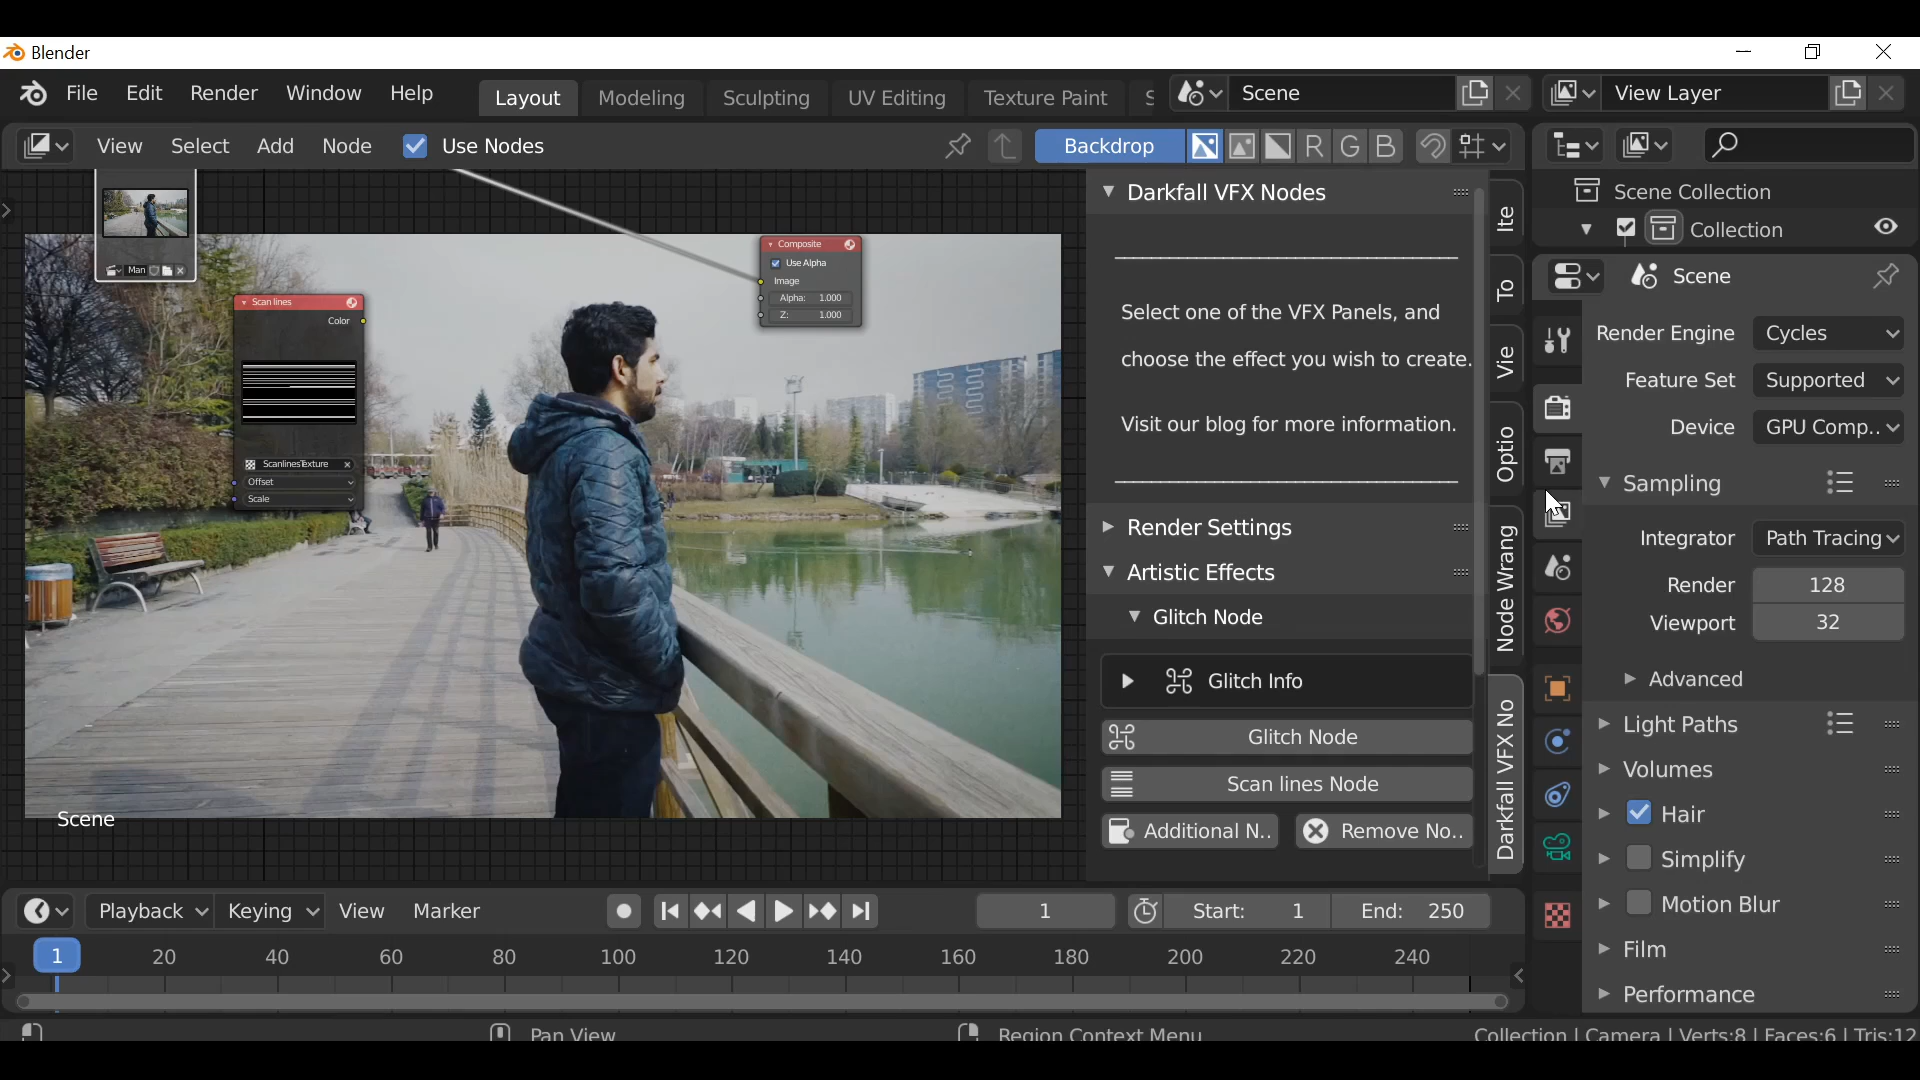 Blender
File Edit Render Window Help Layout Modeling Sculpting UV Editing Texture Paint S Scene View Layer
View Select Add Node Use Nodes Backdrop R G B
Darkfall VFX Nodes
Select one of the VFX Panels, and
choose the effect you wish to create.
Visit our blog for more information.
Render Settings
Artistic Effects
Glitch Node
Glitch Info
Glitch Node
Scan lines Node
Additional N.. Remove No..
Ite
To
Vie
Optio
Node Wrang
Darkfall VFX No
Man
Scan lines
Color
ScanlinesTexture
Offset
Scale
Composite
Use Alpha
Image
Alpha: 1.000
Z: 1.000
Scene
Scene Collection
Collection
Scene
Render Engine Cycles
Feature Set Supported
Device GPU Comp..
Sampling
Integrator Path Tracing
Render 128
Viewport 32
Advanced
Light Paths
Volumes
Hair
Simplify
Motion Blur
Film
Performance
Playback Keying View Marker 1 Start: 1 End: 250
1 20 40 60 80 100 120 140 160 180 200 220 240
Pan View Region Context Menu Collection | Camera | Verts:8 | Faces:6 | Tris:12